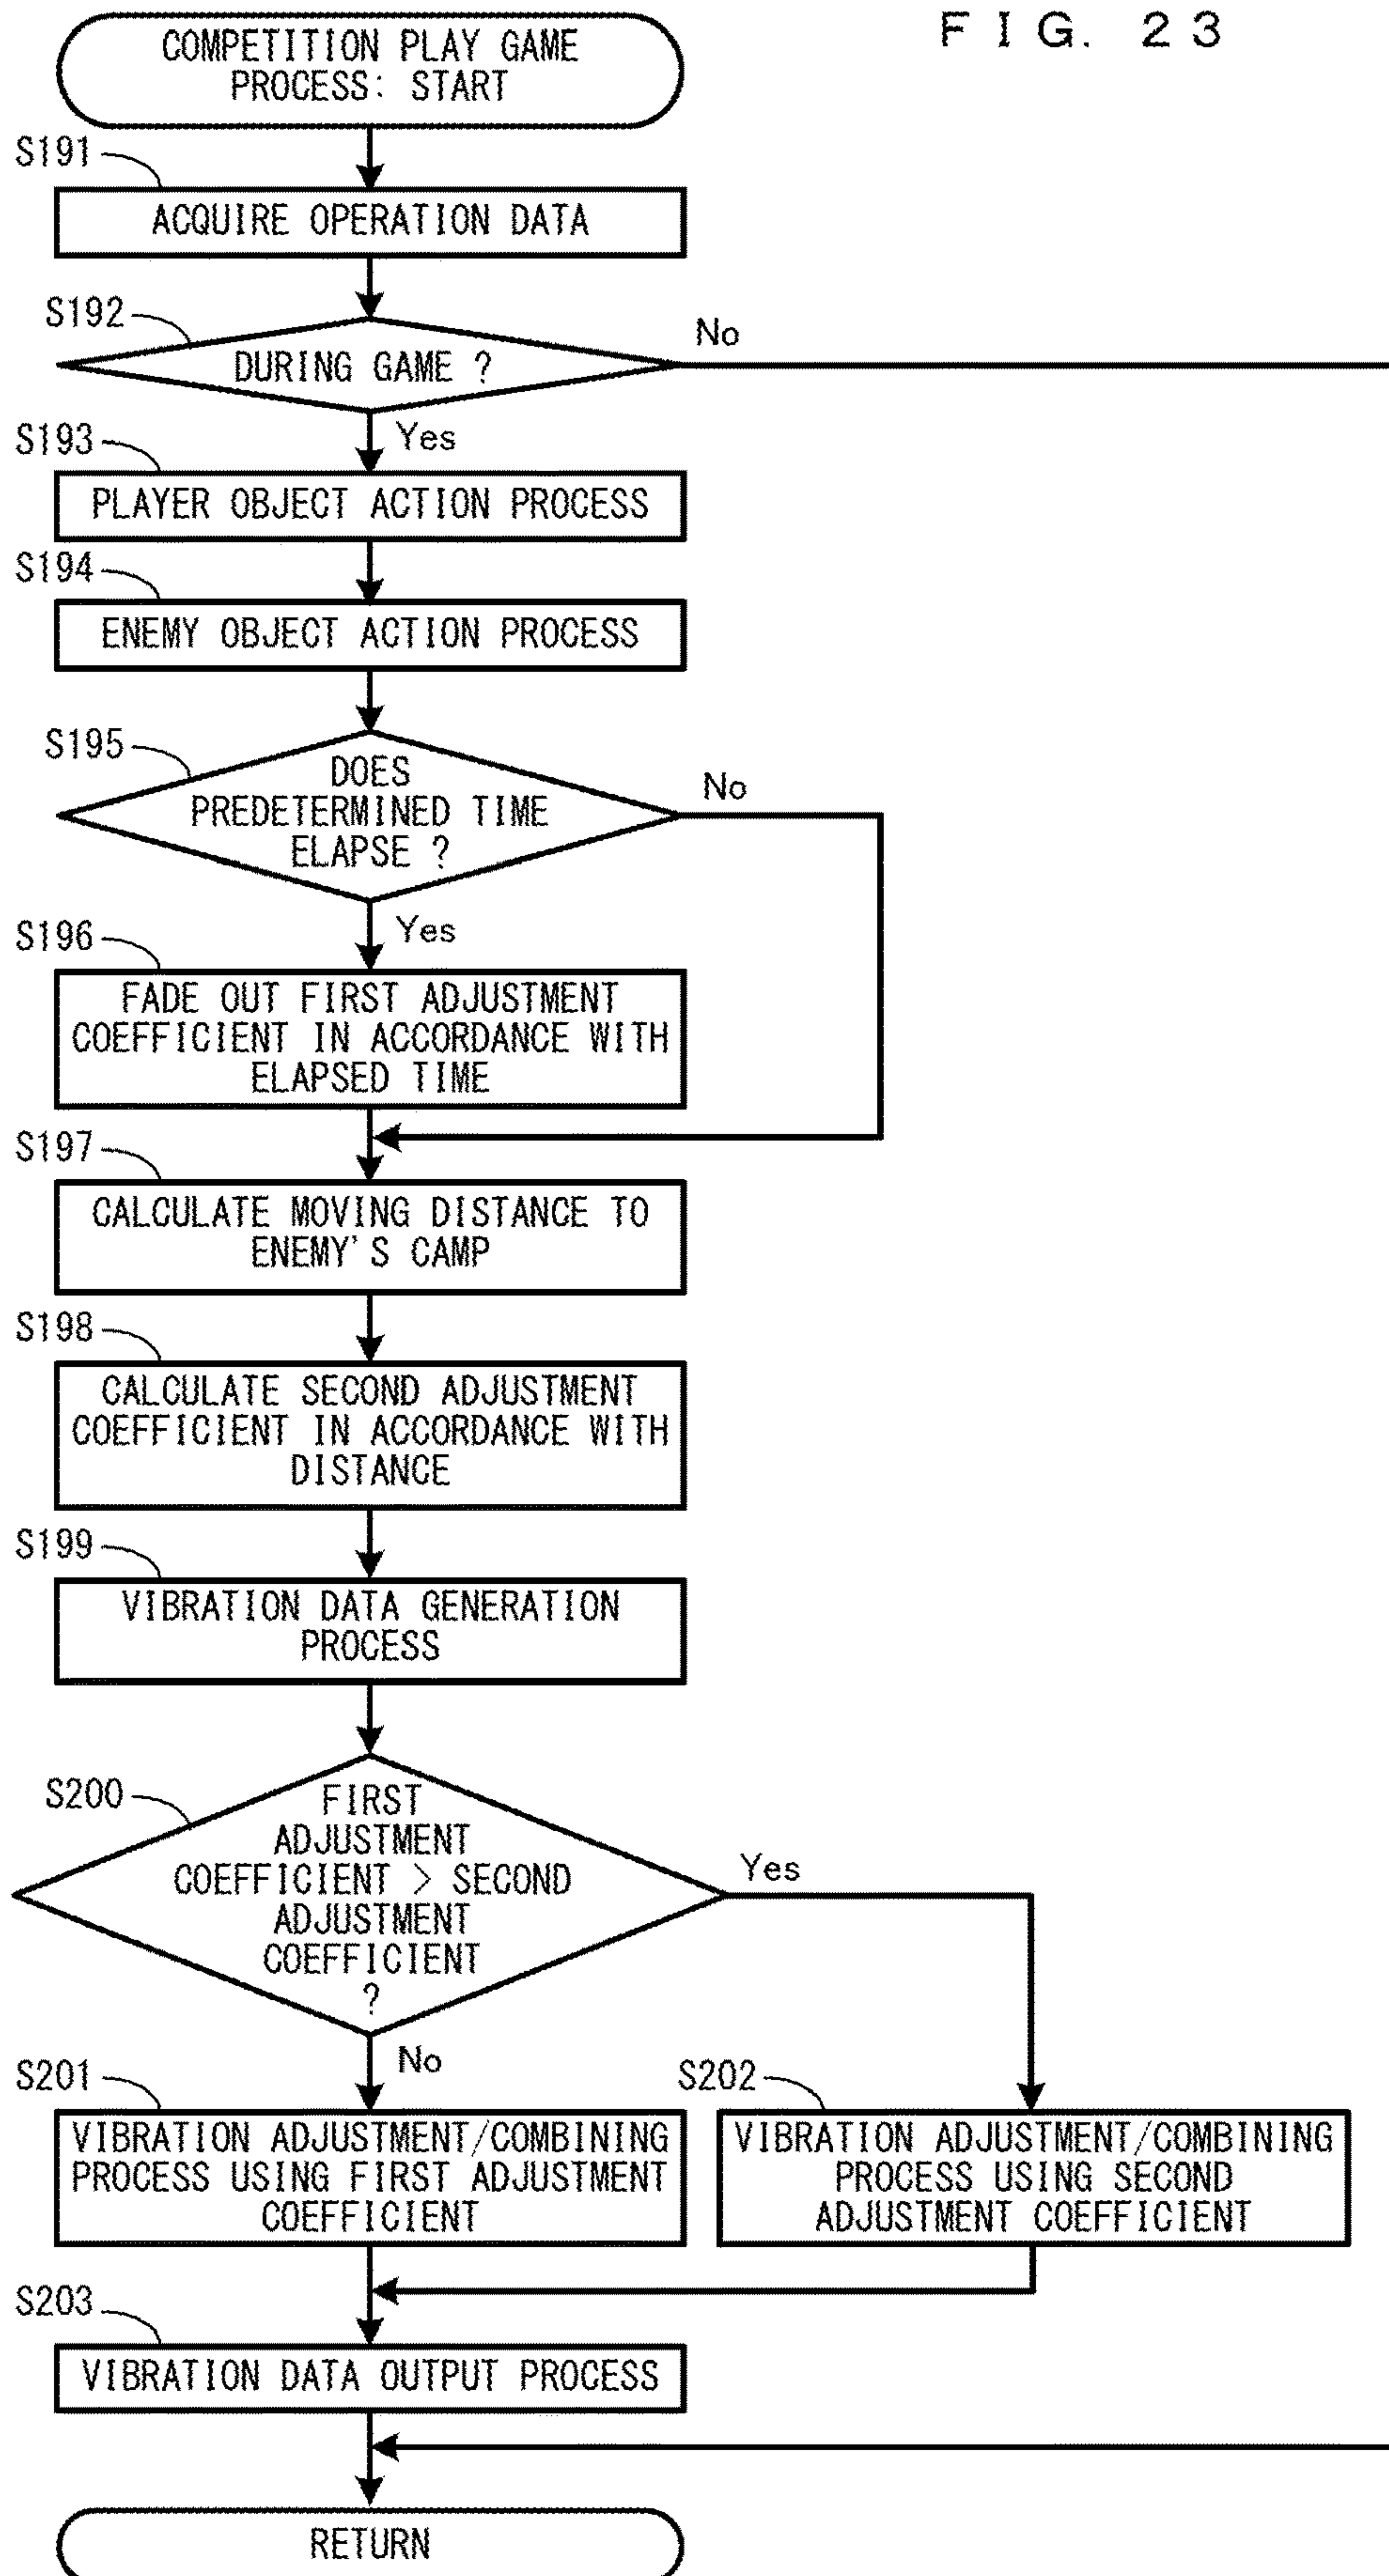 FIG. 23
COMPETITION PLAY GAME
PROCESS: START
S191
ACQUIRE OPERATION DATA
S192
DURING GAME ?
No
Yes
S193
PLAYER OBJECT ACTION PROCESS
S194
ENEMY OBJECT ACTION PROCESS
S195
DOES
PREDETERMINED TIME
ELAPSE ?
No
Yes
S196
FADE OUT FIRST ADJUSTMENT
COEFFICIENT IN ACCORDANCE WITH
ELAPSED TIME
S197
CALCULATE MOVING DISTANCE TO
ENEMY'S CAMP
S198
CALCULATE SECOND ADJUSTMENT
COEFFICIENT IN ACCORDANCE WITH
DISTANCE
S199
VIBRATION DATA GENERATION
PROCESS
S200
FIRST
ADJUSTMENT
COEFFICIENT > SECOND
ADJUSTMENT
COEFFICIENT
?
Yes
No
S201
VIBRATION ADJUSTMENT/COMBINING
PROCESS USING FIRST ADJUSTMENT
COEFFICIENT
S202
VIBRATION ADJUSTMENT/COMBINING
PROCESS USING SECOND
ADJUSTMENT COEFFICIENT
S203
VIBRATION DATA OUTPUT PROCESS
RETURN